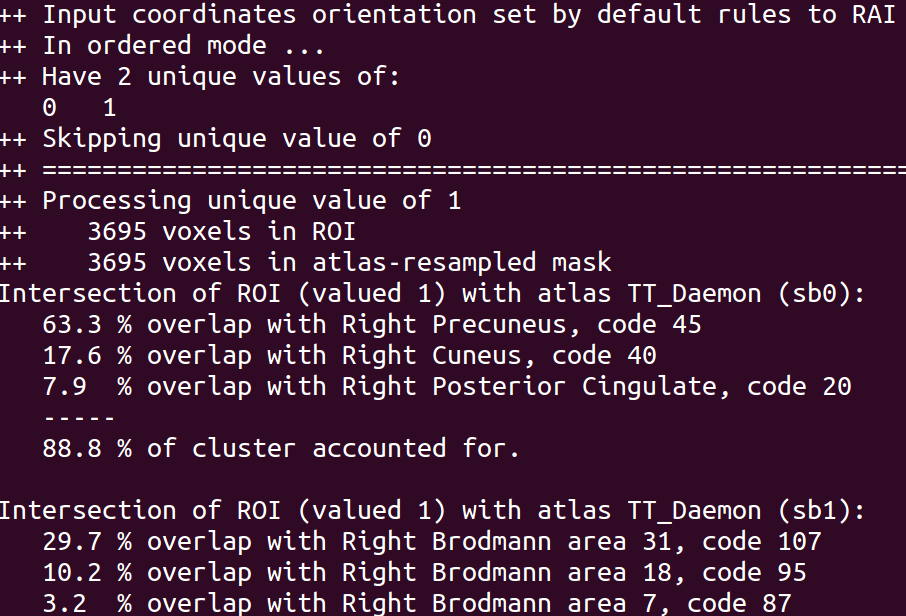 ++ Input coordinates orientation set by default rules to RAI
++ In ordered mode ...
++ Have 2 unique values of:
   0   1
++ Skipping unique value of 0
++ ==========================================================
++ Processing unique value of 1
++    3695 voxels in ROI
++    3695 voxels in atlas-resampled mask
Intersection of ROI (valued 1) with atlas TT_Daemon (sb0):
   63.3 % overlap with Right Precuneus, code 45
   17.6 % overlap with Right Cuneus, code 40
   7.9  % overlap with Right Posterior Cingulate, code 20
   -----
   88.8 % of cluster accounted for.

Intersection of ROI (valued 1) with atlas TT_Daemon (sb1):
   29.7 % overlap with Right Brodmann area 31, code 107
   10.2 % overlap with Right Brodmann area 18, code 95
   3.2  % overlap with Right Brodmann area 7, code 87